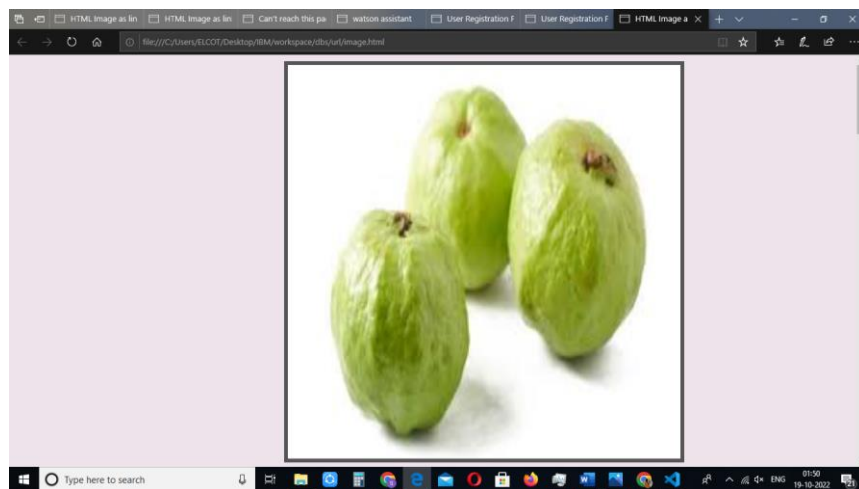 HTML Image as lin
HTML Image as lin
Can't reach this pa
watson assistant
User Registration F
User Registration F
HTML Image a
file:///C:/Users/ELCOT/Desktop/IBM/workspace/dbs/url/image.html
Type here to search
ENG
01:50
19-10-2022
21